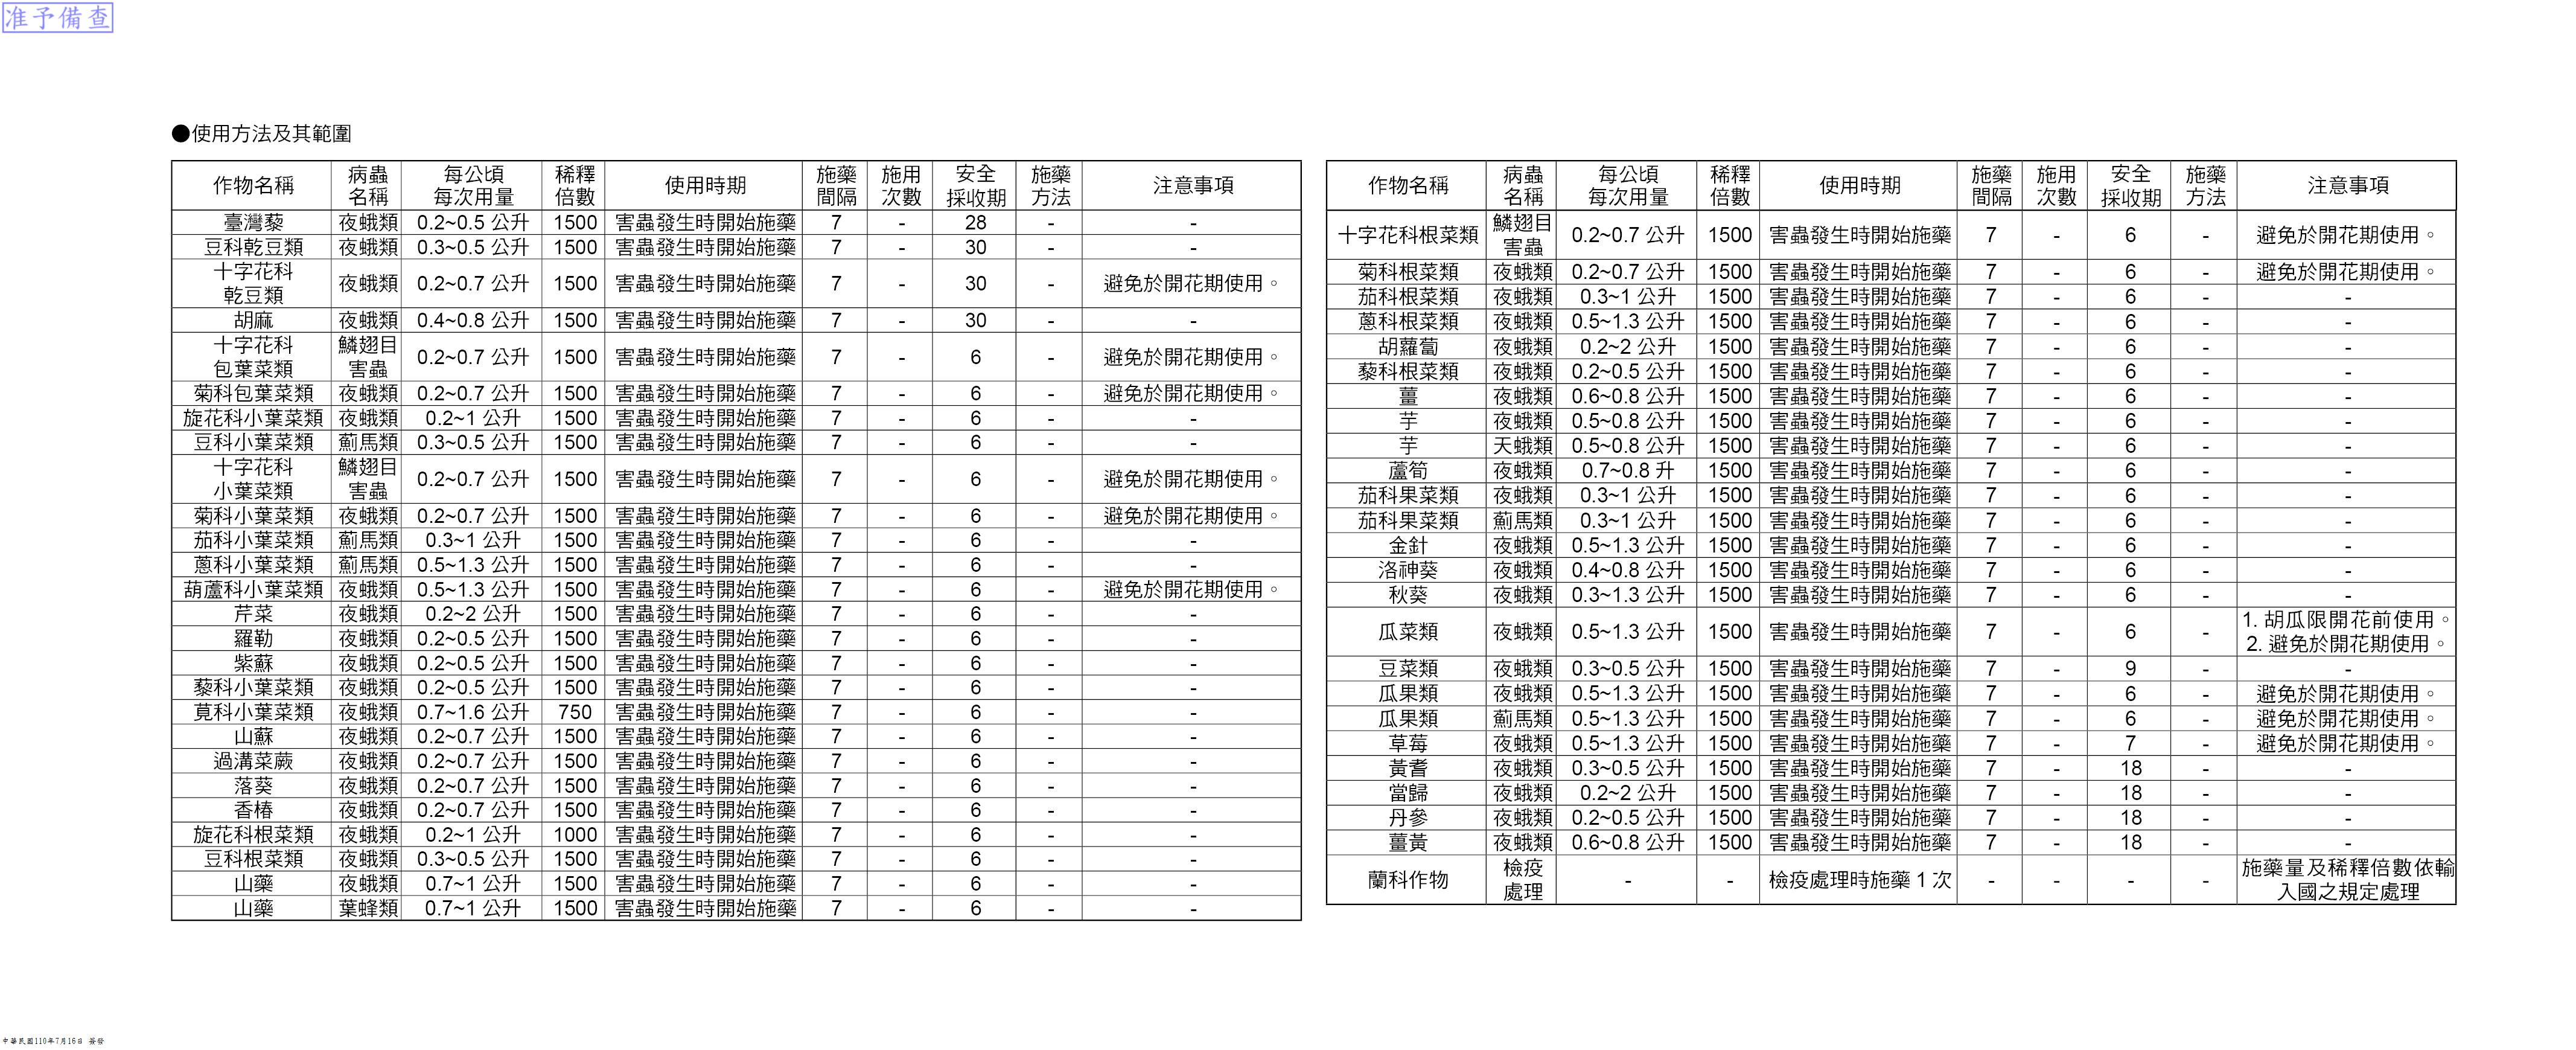 准予備查
●使用方法及其範圍
作物名稱 病蟲名稱 每公頃每次用量 稀釋倍數 使用時期 施藥間隔 施用次數 安全採收期 施藥方法 注意事項
臺灣藜 夜蛾類 0.2~0.5 公升 1500 害蟲發生時開始施藥 7 - 28 - -
豆科乾豆類 夜蛾類 0.3~0.5 公升 1500 害蟲發生時開始施藥 7 - 30 - -
十字花科乾豆類 夜蛾類 0.2~0.7 公升 1500 害蟲發生時開始施藥 7 - 30 - 避免於開花期使用。
胡麻 夜蛾類 0.4~0.8 公升 1500 害蟲發生時開始施藥 7 - 30 - -
十字花科包葉菜類 鱗翅目害蟲 0.2~0.7 公升 1500 害蟲發生時開始施藥 7 - 6 - 避免於開花期使用。
菊科包葉菜類 夜蛾類 0.2~0.7 公升 1500 害蟲發生時開始施藥 7 - 6 - 避免於開花期使用。
旋花科小葉菜類 夜蛾類 0.2~1 公升 1500 害蟲發生時開始施藥 7 - 6 - -
豆科小葉菜類 薊馬類 0.3~0.5 公升 1500 害蟲發生時開始施藥 7 - 6 - -
十字花科小葉菜類 鱗翅目害蟲 0.2~0.7 公升 1500 害蟲發生時開始施藥 7 - 6 - 避免於開花期使用。
菊科小葉菜類 夜蛾類 0.2~0.7 公升 1500 害蟲發生時開始施藥 7 - 6 - 避免於開花期使用。
茄科小葉菜類 薊馬類 0.3~1 公升 1500 害蟲發生時開始施藥 7 - 6 - -
蔥科小葉菜類 薊馬類 0.5~1.3 公升 1500 害蟲發生時開始施藥 7 - 6 - -
葫蘆科小葉菜類 夜蛾類 0.5~1.3 公升 1500 害蟲發生時開始施藥 7 - 6 - 避免於開花期使用。
芹菜 夜蛾類 0.2~2 公升 1500 害蟲發生時開始施藥 7 - 6 - -
羅勒 夜蛾類 0.2~0.5 公升 1500 害蟲發生時開始施藥 7 - 6 - -
紫蘇 夜蛾類 0.2~0.5 公升 1500 害蟲發生時開始施藥 7 - 6 - -
藜科小葉菜類 夜蛾類 0.2~0.5 公升 1500 害蟲發生時開始施藥 7 - 6 - -
莧科小葉菜類 夜蛾類 0.7~1.6 公升 750 害蟲發生時開始施藥 7 - 6 - -
山蘇 夜蛾類 0.2~0.7 公升 1500 害蟲發生時開始施藥 7 - 6 - -
過溝菜蕨 夜蛾類 0.2~0.7 公升 1500 害蟲發生時開始施藥 7 - 6 - -
落葵 夜蛾類 0.2~0.7 公升 1500 害蟲發生時開始施藥 7 - 6 - -
香椿 夜蛾類 0.2~0.7 公升 1500 害蟲發生時開始施藥 7 - 6 - -
旋花科根菜類 夜蛾類 0.2~1 公升 1000 害蟲發生時開始施藥 7 - 6 - -
豆科根菜類 夜蛾類 0.3~0.5 公升 1500 害蟲發生時開始施藥 7 - 6 - -
山藥 夜蛾類 0.7~1 公升 1500 害蟲發生時開始施藥 7 - 6 - -
山藥 葉蜂類 0.7~1 公升 1500 害蟲發生時開始施藥 7 - 6 - -
作物名稱 病蟲名稱 每公頃每次用量 稀釋倍數 使用時期 施藥間隔 施用次數 安全採收期 施藥方法 注意事項
十字花科根菜類 鱗翅目害蟲 0.2~0.7 公升 1500 害蟲發生時開始施藥 7 - 6 - 避免於開花期使用。
菊科根菜類 夜蛾類 0.2~0.7 公升 1500 害蟲發生時開始施藥 7 - 6 - 避免於開花期使用。
茄科根菜類 夜蛾類 0.3~1 公升 1500 害蟲發生時開始施藥 7 - 6 - -
蔥科根菜類 夜蛾類 0.5~1.3 公升 1500 害蟲發生時開始施藥 7 - 6 - -
胡蘿蔔 夜蛾類 0.2~2 公升 1500 害蟲發生時開始施藥 7 - 6 - -
藜科根菜類 夜蛾類 0.2~0.5 公升 1500 害蟲發生時開始施藥 7 - 6 - -
薑 夜蛾類 0.6~0.8 公升 1500 害蟲發生時開始施藥 7 - 6 - -
芋 夜蛾類 0.5~0.8 公升 1500 害蟲發生時開始施藥 7 - 6 - -
芋 天蛾類 0.5~0.8 公升 1500 害蟲發生時開始施藥 7 - 6 - -
蘆筍 夜蛾類 0.7~0.8 升 1500 害蟲發生時開始施藥 7 - 6 - -
茄科果菜類 夜蛾類 0.3~1 公升 1500 害蟲發生時開始施藥 7 - 6 - -
茄科果菜類 薊馬類 0.3~1 公升 1500 害蟲發生時開始施藥 7 - 6 - -
金針 夜蛾類 0.5~1.3 公升 1500 害蟲發生時開始施藥 7 - 6 - -
洛神葵 夜蛾類 0.4~0.8 公升 1500 害蟲發生時開始施藥 7 - 6 - -
秋葵 夜蛾類 0.3~1.3 公升 1500 害蟲發生時開始施藥 7 - 6 - -
瓜菜類 夜蛾類 0.5~1.3 公升 1500 害蟲發生時開始施藥 7 - 6 - 1. 胡瓜限開花前使用。
2. 避免於開花期使用。
豆菜類 夜蛾類 0.3~0.5 公升 1500 害蟲發生時開始施藥 7 - 9 - -
瓜果類 夜蛾類 0.5~1.3 公升 1500 害蟲發生時開始施藥 7 - 6 - 避免於開花期使用。
瓜果類 薊馬類 0.5~1.3 公升 1500 害蟲發生時開始施藥 7 - 6 - 避免於開花期使用。
草莓 夜蛾類 0.5~1.3 公升 1500 害蟲發生時開始施藥 7 - 7 - 避免於開花期使用。
黃耆 夜蛾類 0.3~0.5 公升 1500 害蟲發生時開始施藥 7 - 18 - -
當歸 夜蛾類 0.2~2 公升 1500 害蟲發生時開始施藥 7 - 18 - -
丹參 夜蛾類 0.2~0.5 公升 1500 害蟲發生時開始施藥 7 - 18 - -
薑黃 夜蛾類 0.6~0.8 公升 1500 害蟲發生時開始施藥 7 - 18 - -
蘭科作物 檢疫處理 - - 檢疫處理時施藥 1 次 - - - - 施藥量及稀釋倍數依輸入國之規定處理
中華民國110年7月16日 簽發